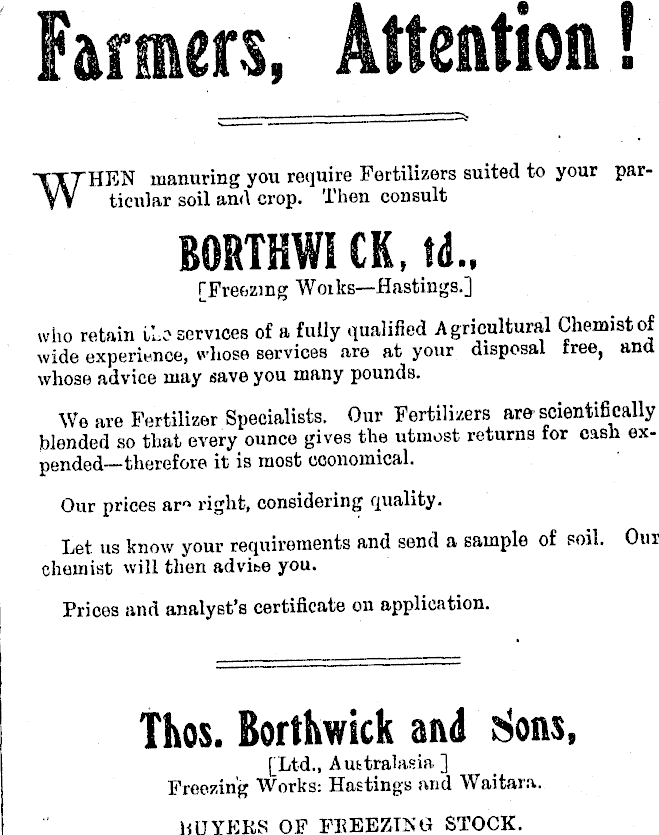 Farmers, Attention!
WHEN manuring you require Fertilizers suited to your par-
ticular soil and crop. Then consult
BORTHWI CK, td.,
[Freezing Works—Hastings.]
who retain the services of a fully qualified Agricultural Chemist of
wide experience, whose services are at your disposal free, and
whose advice may save you many pounds.
We are Fertilizer Specialists. Our Fertilizers are scientifically
blended so that every ounce gives the utmost returns for cash ex-
pended—therefore it is most economical.
Our prices are right, considering quality.
Let us know your requirements and send a sample of soil. Our
chemist will then advise you.
Prices and analyst's certificate on application.
Thos. Borthwick and Sons,
[Ltd., Australasia ]
Freezing Works: Hastings and Waitara.
BUYERS OF FREEZING STOCK.